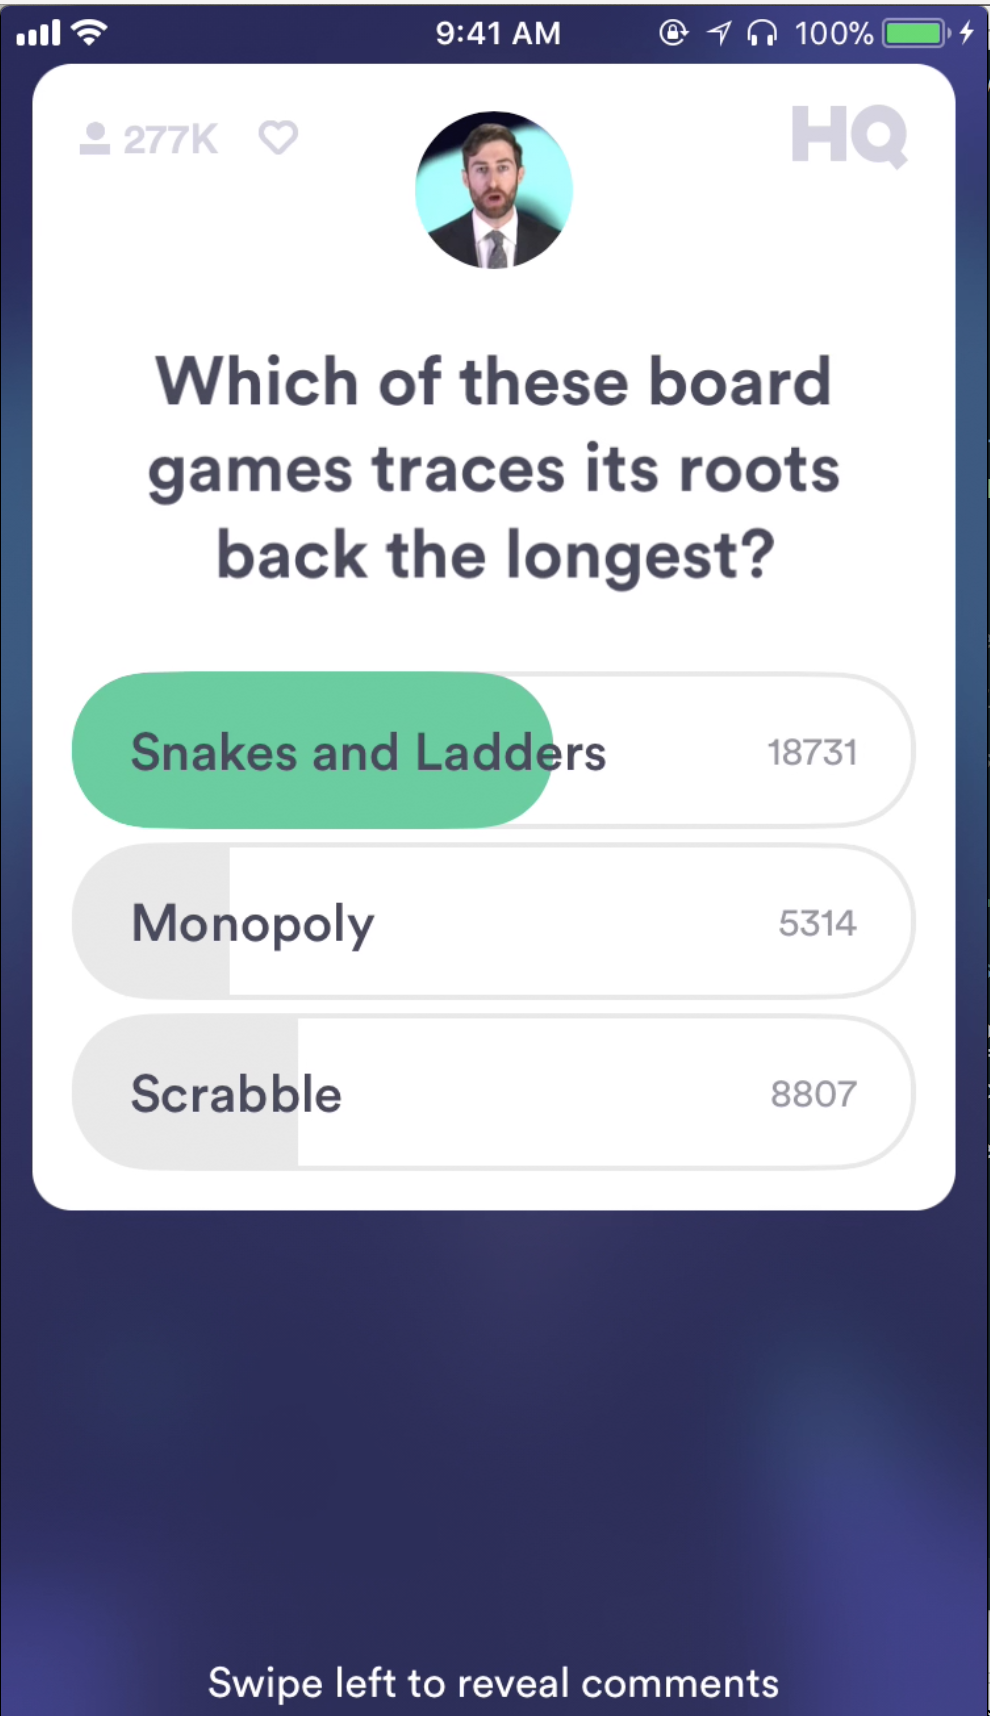 9:41 AM 100%
277K HQ
Which of these board
games traces its roots
back the longest?
Snakes and Ladders 18731
Monopoly 5314
Scrabble 8807
Swipe left to reveal comments